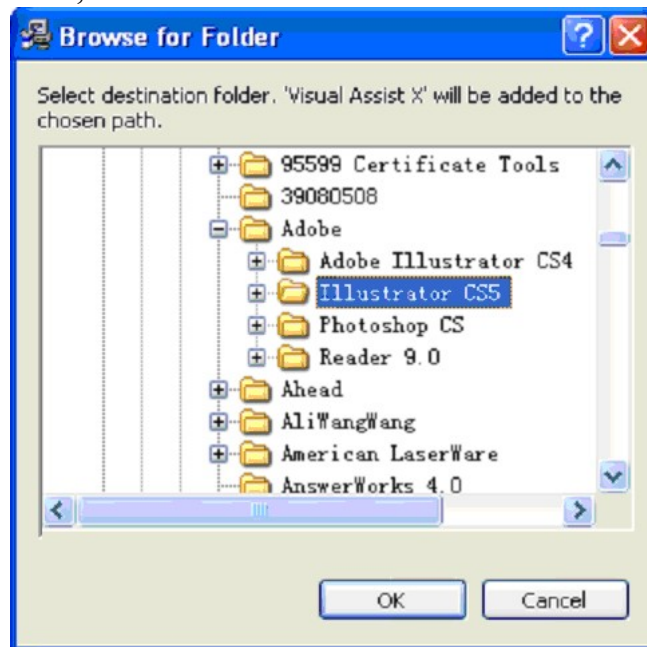 Browse for Folder
Select destination folder. 'Visual Assist X' will be added to the
chosen path.
95599 Certificate Tools
39080508
Adobe
Adobe Illustrator CS4
Illustrator CS5
Photoshop CS
Reader 9.0
Ahead
AliWangWang
American LaserWare
AnswerWorks 4.0
OK Cancel